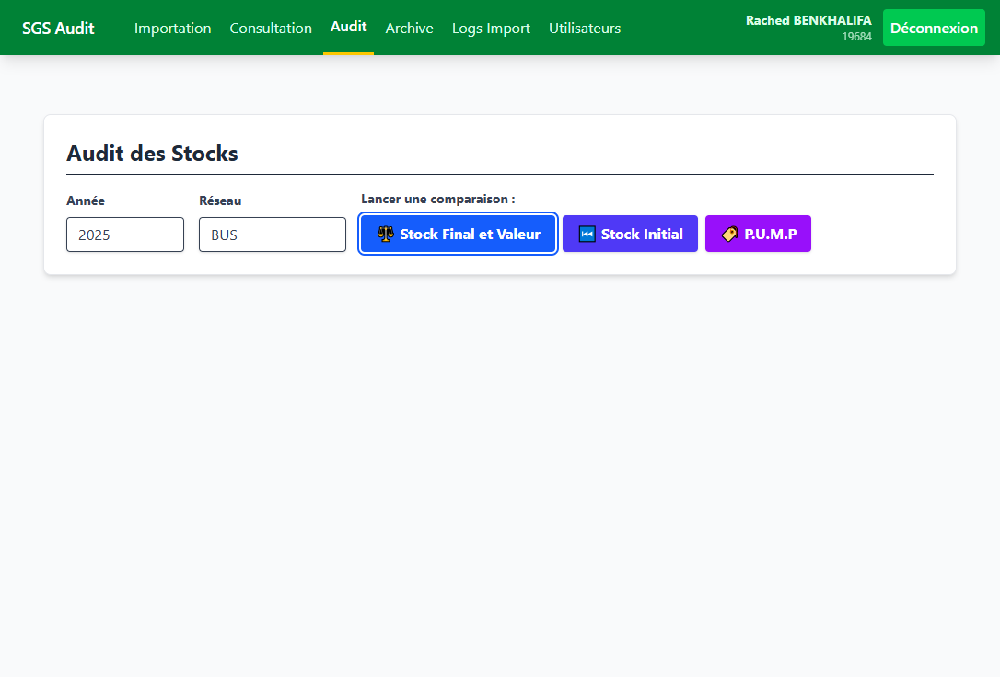 SGS Audit Importation Consultation Audit Archive Logs Import Utilisateurs Rached BENKHALIFA Déconnexion
19684
Audit des Stocks
Année Réseau Lancer une comparaison :
2025 BUS Stock Final et Valeur Stock Initial P.U.M.P